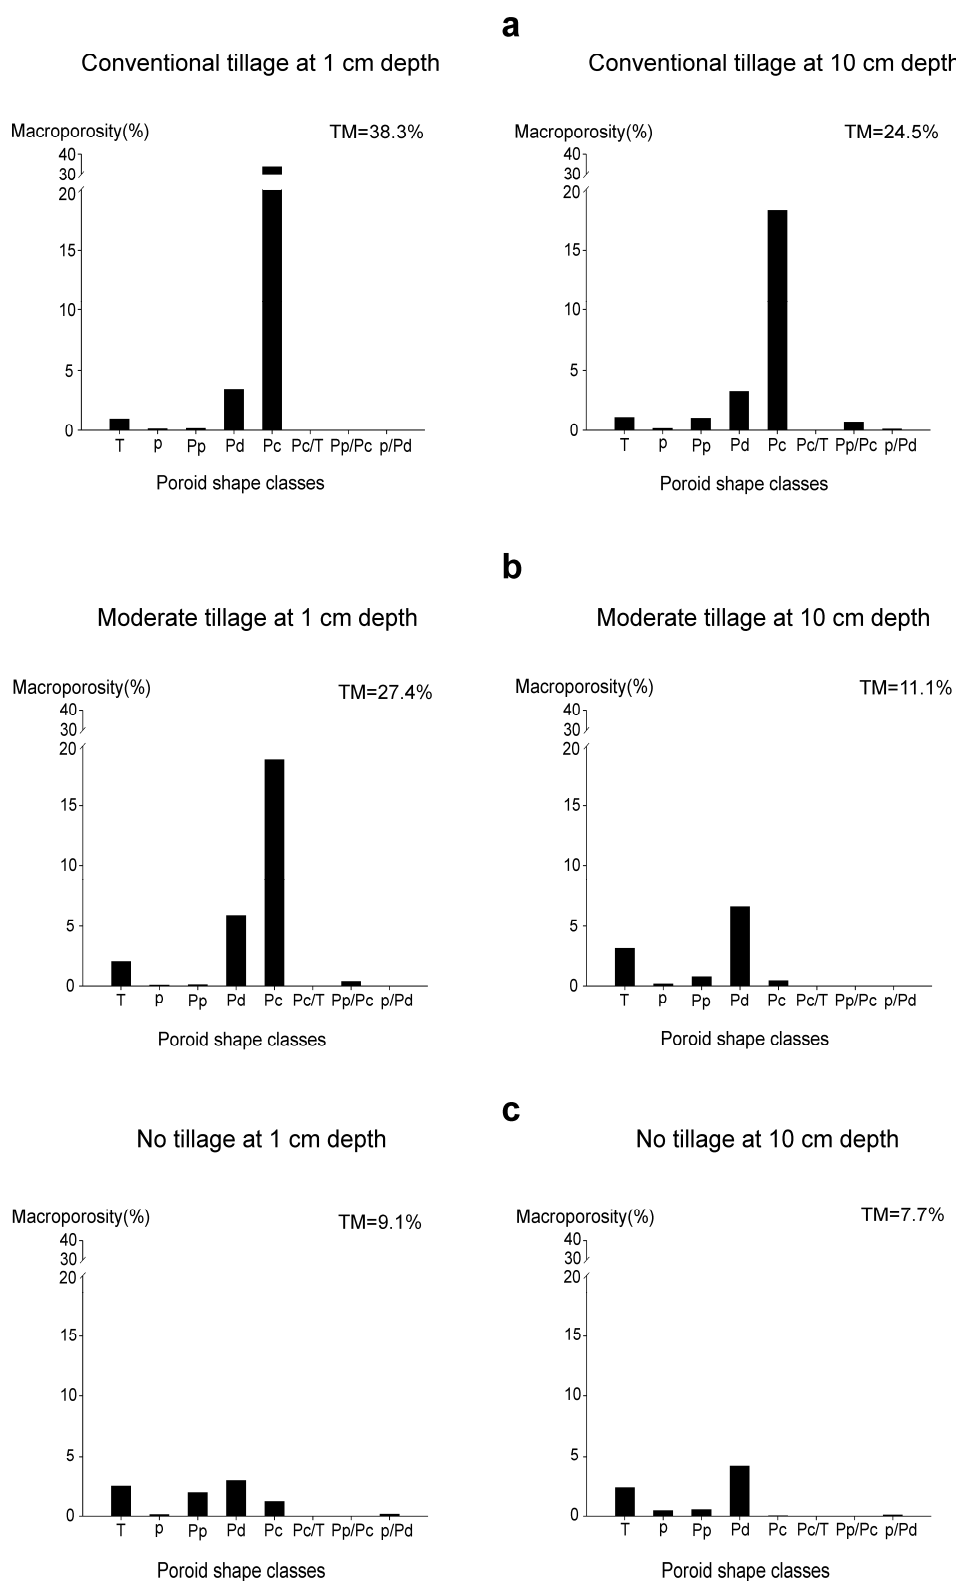 a
Conventional tillage at 1 cm depth
Macroporosity(%)
TM=38.3%
40
30
20
15
10
5
0
T p Pp Pd Pc Pc/T Pp/Pc p/Pd
Poroid shape classes
Conventional tillage at 10 cm depth
Macroporosity(%)
TM=24.5%
40
30
20
15
10
5
0
T p Pp Pd Pc Pc/T Pp/Pc p/Pd
Poroid shape classes
b
Moderate tillage at 1 cm depth
Macroporosity(%)
TM=27.4%
40
30
20
15
10
5
0
T p Pp Pd Pc Pc/T Pp/Pc p/Pd
Poroid shape classes
Moderate tillage at 10 cm depth
Macroporosity(%)
TM=11.1%
40
30
20
15
10
5
0
T p Pp Pd Pc Pc/T Pp/Pc p/Pd
Poroid shape classes
c
No tillage at 1 cm depth
Macroporosity(%)
TM=9.1%
40
30
20
15
10
5
0
T p Pp Pd Pc Pc/T Pp/Pc p/Pd
Poroid shape classes
No tillage at 10 cm depth
Macroporosity(%)
TM=7.7%
40
30
20
15
10
5
0
T p Pp Pd Pc Pc/T Pp/Pc p/Pd
Poroid shape classes